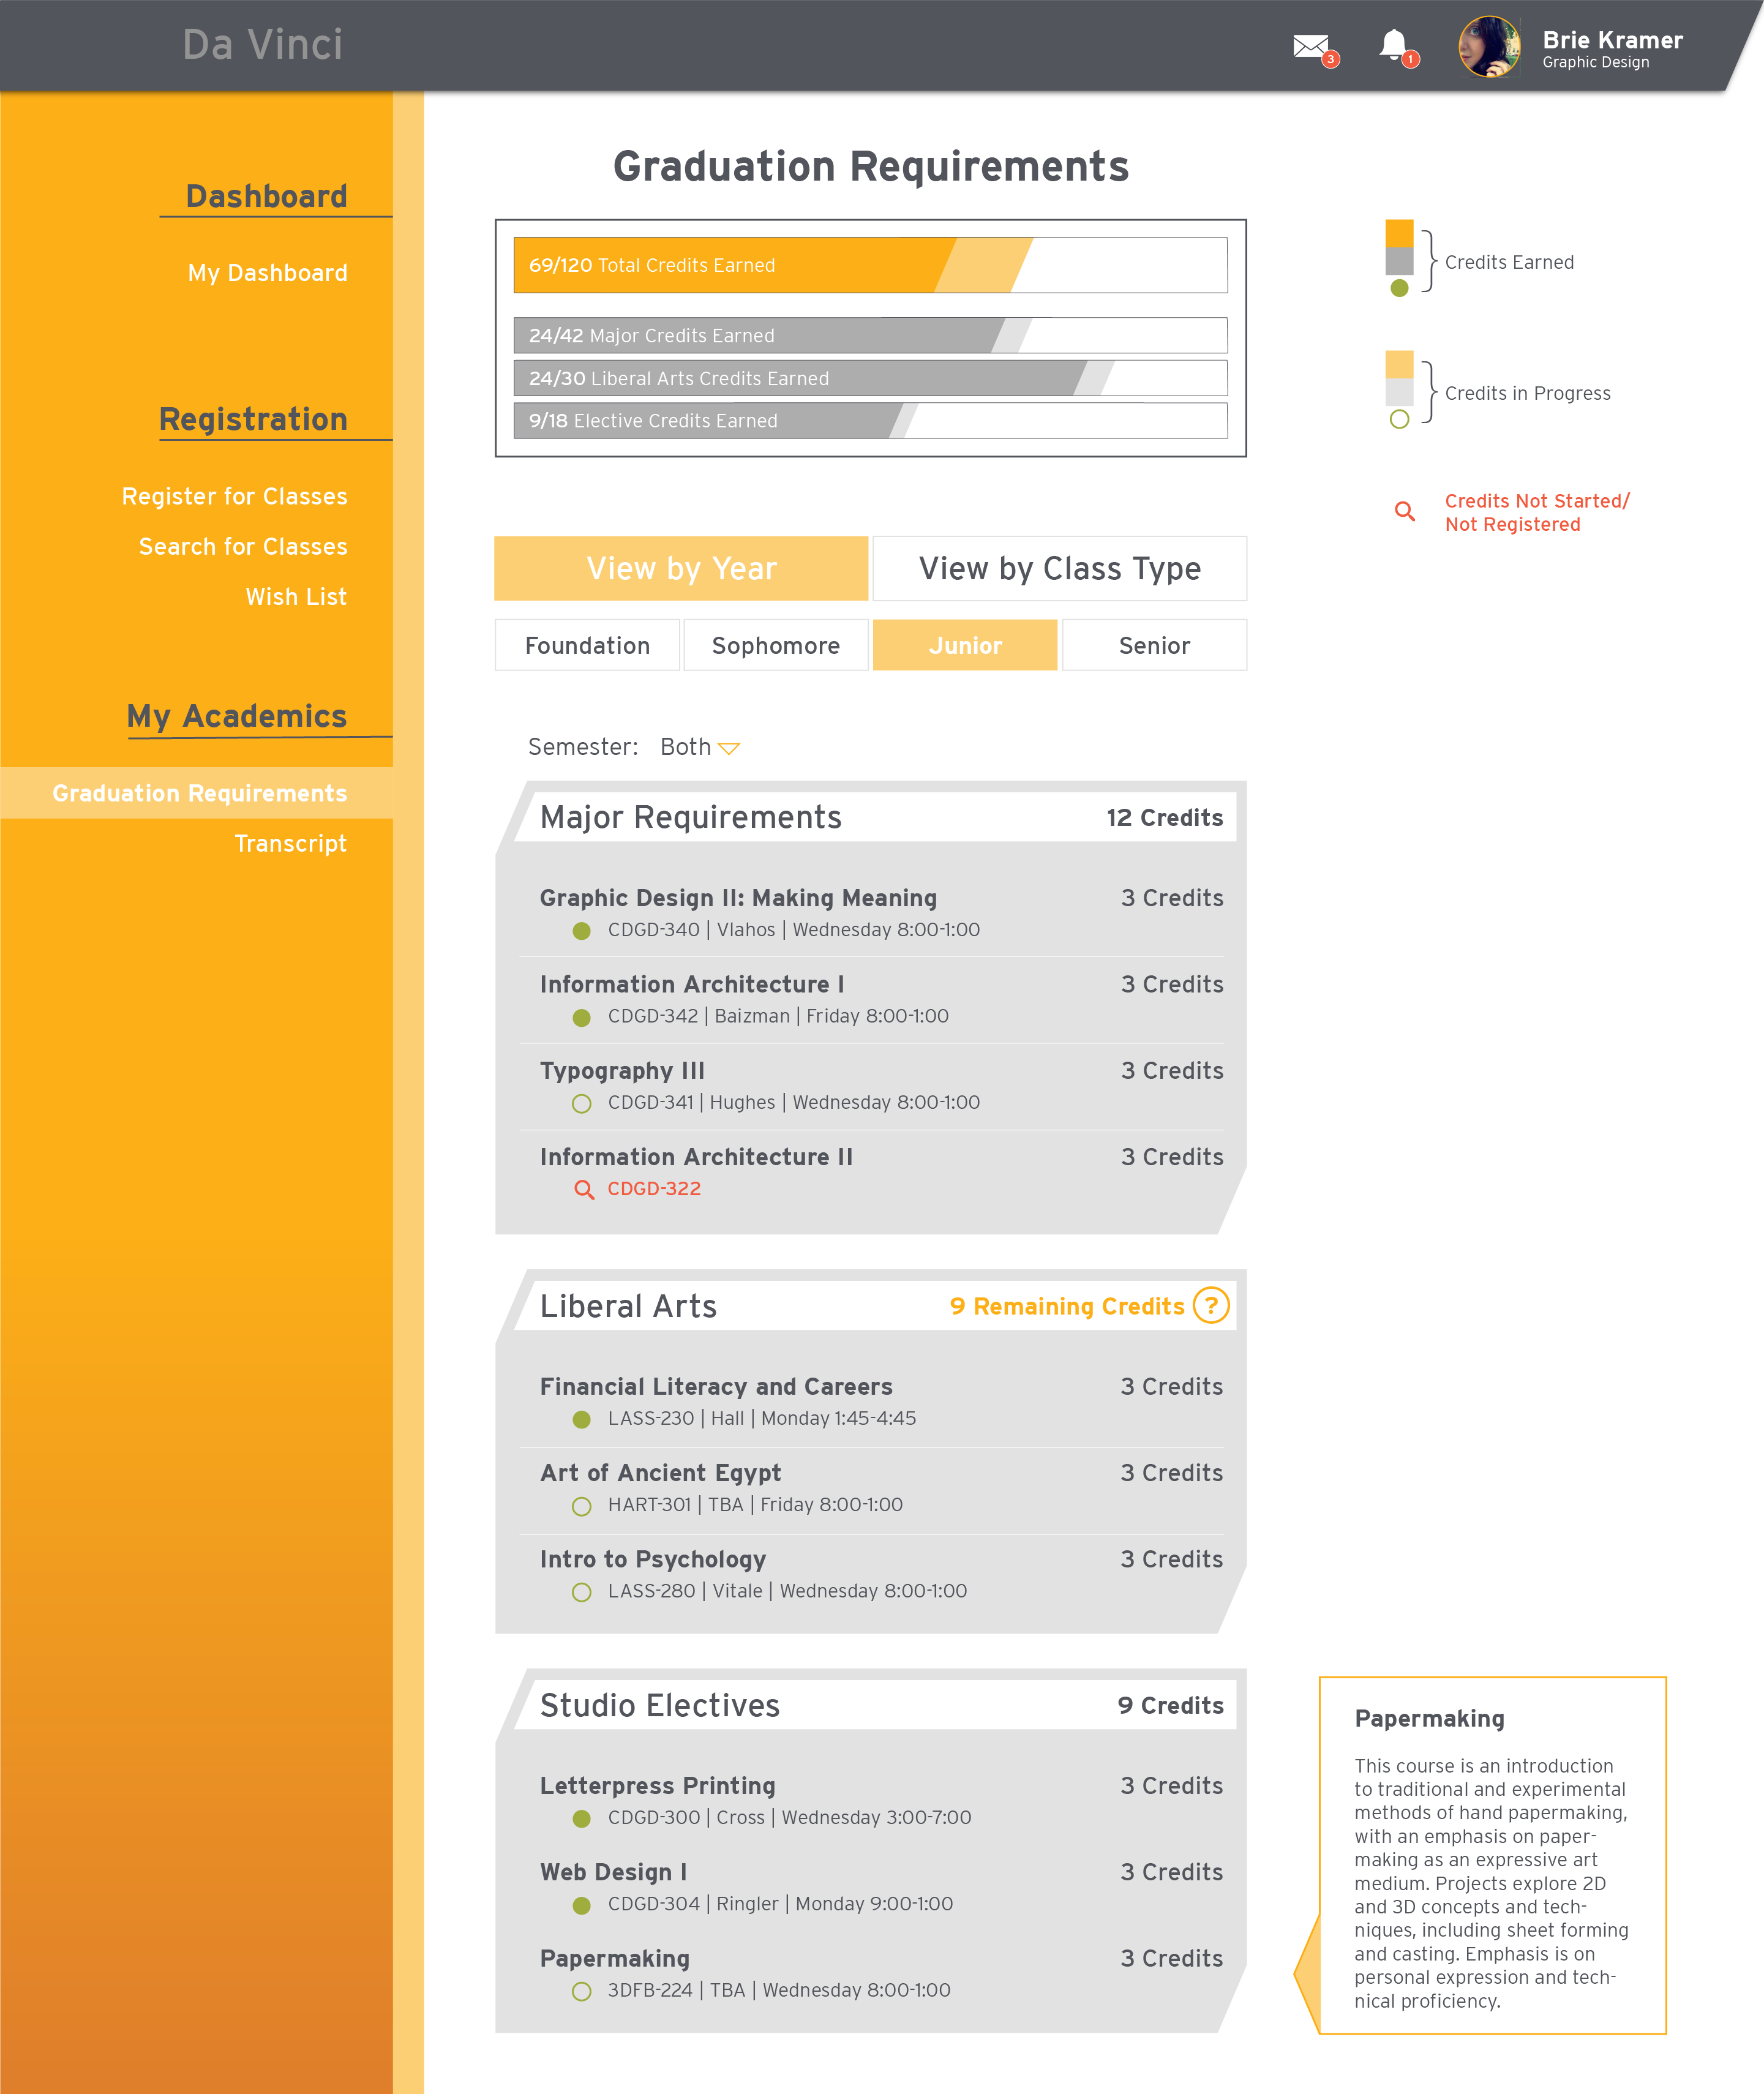 Da Vinci
3
1
Brie Kramer
Graphic Design
Dashboard
My Dashboard
Registration
Register for Classes
Search for Classes
Wish List
My Academics
Graduation Requirements
Transcript
Graduation Requirements
69/120 Total Credits Earned
24/42 Major Credits Earned
24/30 Liberal Arts Credits Earned
9/18 Elective Credits Earned
Credits Earned
Credits in Progress
Credits Not Started/
Not Registered
View by Year
View by Class Type
Foundation
Sophomore
Junior
Senior
Semester: Both
Major Requirements 12 Credits
Graphic Design II: Making Meaning 3 Credits
CDGD-340 | Vlahos | Wednesday 8:00-1:00
Information Architecture I 3 Credits
CDGD-342 | Baizman | Friday 8:00-1:00
Typography III 3 Credits
CDGD-341 | Hughes | Wednesday 8:00-1:00
Information Architecture II 3 Credits
CDGD-322
Liberal Arts 9 Remaining Credits ?
Financial Literacy and Careers 3 Credits
LASS-230 | Hall | Monday 1:45-4:45
Art of Ancient Egypt 3 Credits
HART-301 | TBA | Friday 8:00-1:00
Intro to Psychology 3 Credits
LASS-280 | Vitale | Wednesday 8:00-1:00
Studio Electives 9 Credits
Letterpress Printing 3 Credits
CDGD-300 | Cross | Wednesday 3:00-7:00
Web Design I 3 Credits
CDGD-304 | Ringler | Monday 9:00-1:00
Papermaking 3 Credits
3DFB-224 | TBA | Wednesday 8:00-1:00
Papermaking
This course is an introduction
to traditional and experimental
methods of hand papermaking,
with an emphasis on paper-
making as an expressive art
medium. Projects explore 2D
and 3D concepts and tech-
niques, including sheet forming
and casting. Emphasis is on
personal expression and tech-
nical proficiency.